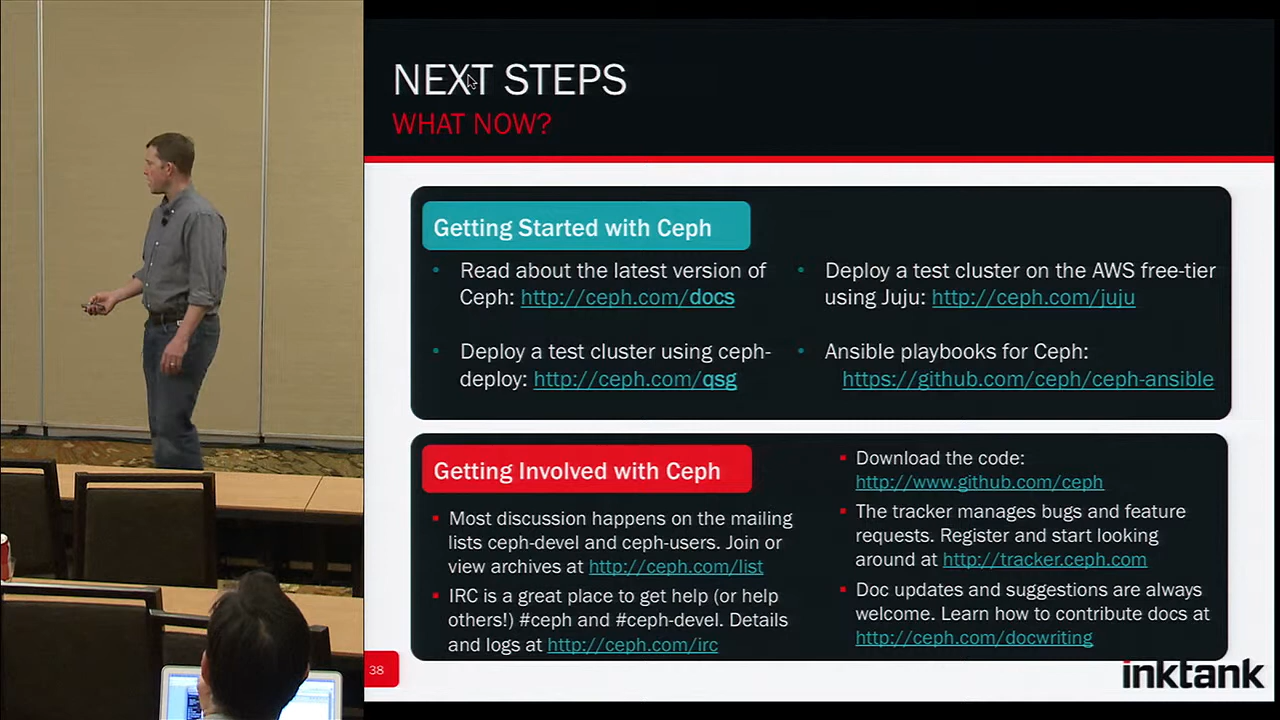 NEXT STEPS
WHAT NOW?
Getting Started with Ceph
Read about the latest version of
Ceph: http://ceph.com/docs
Deploy a test cluster using ceph-
deploy: http://ceph.com/qsg
Deploy a test cluster on the AWS free-tier
using Juju: http://ceph.com/juju
Ansible playbooks for Ceph:
https://github.com/ceph/ceph-ansible
Getting Involved with Ceph
Most discussion happens on the mailing
lists ceph-devel and ceph-users. Join or
view archives at http://ceph.com/list
IRC is a great place to get help (or help
others!) #ceph and #ceph-devel. Details
and logs at http://ceph.com/irc
Download the code:
http://www.github.com/ceph
The tracker manages bugs and feature
requests. Register and start looking
around at http://tracker.ceph.com
Doc updates and suggestions are always
welcome. Learn how to contribute docs at
http://ceph.com/docwriting
38
inktank